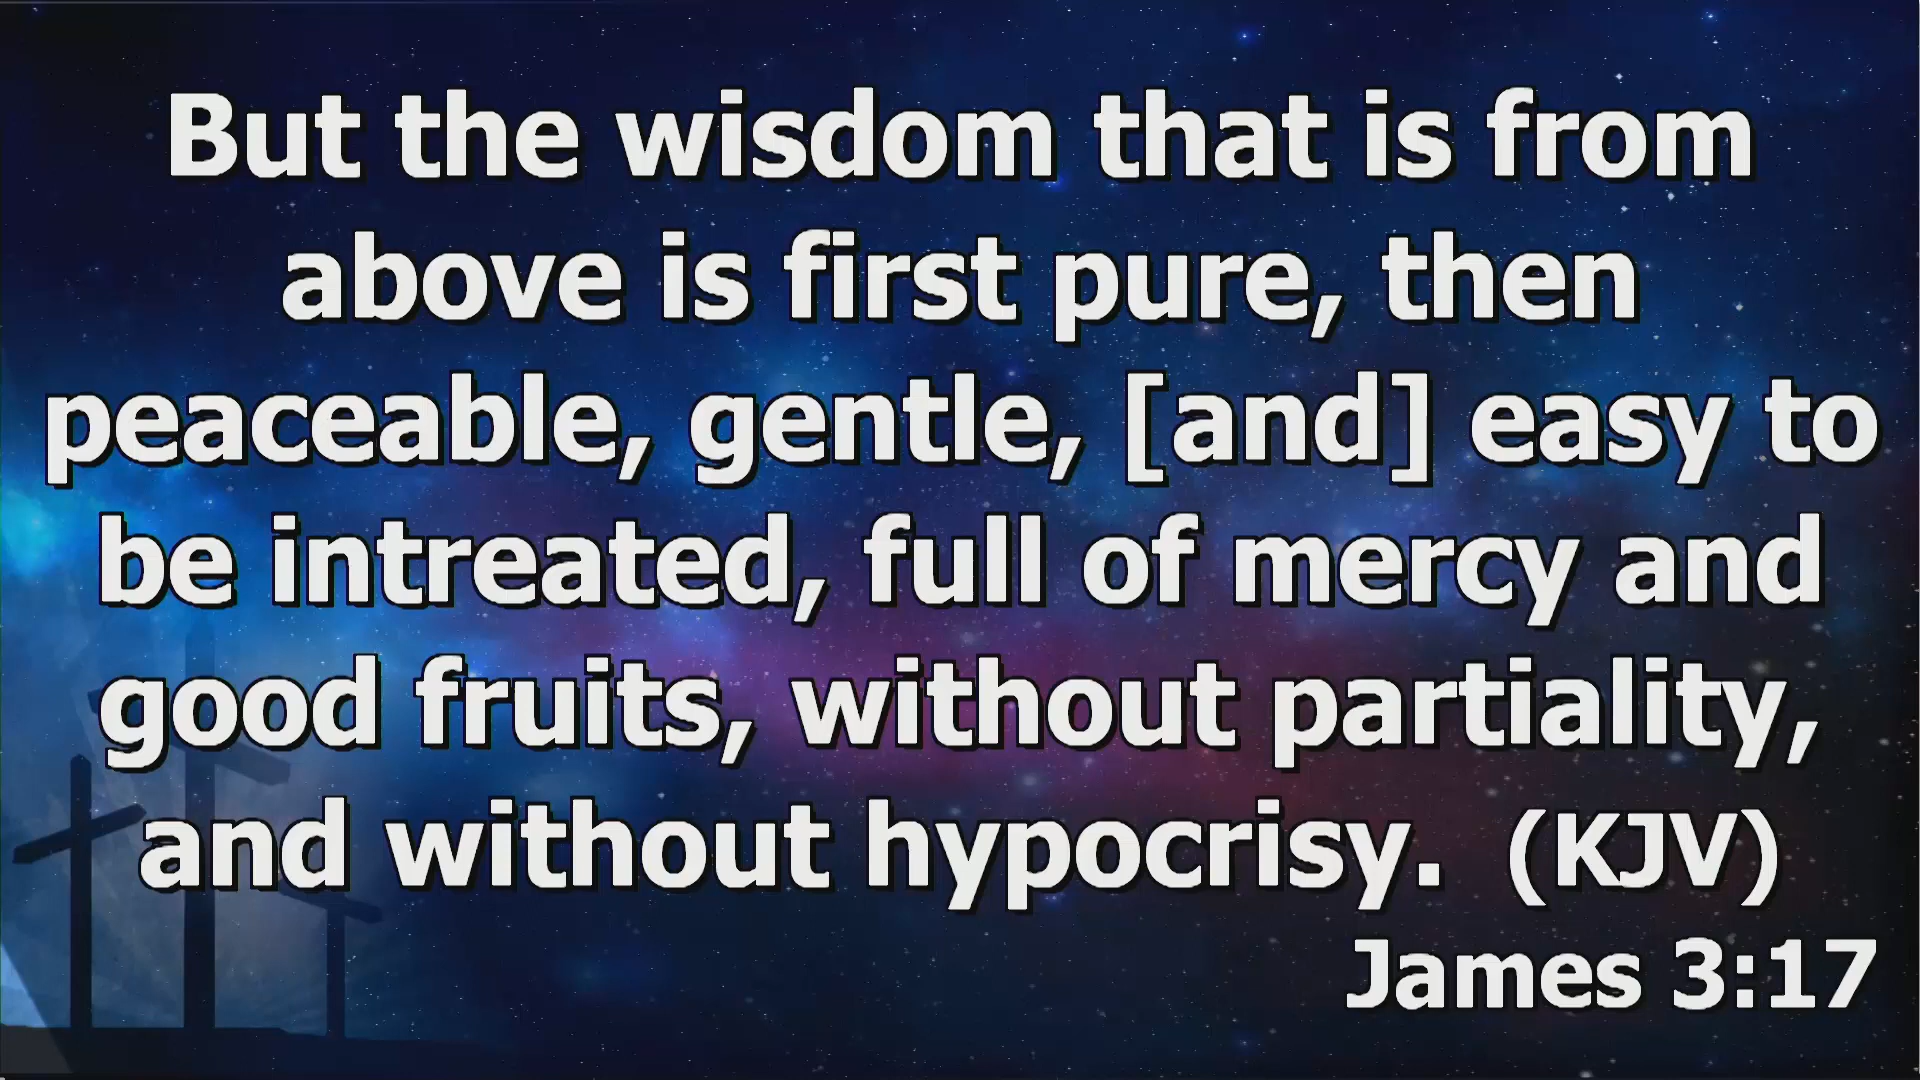 But the wisdom that is from
above is first pure, then
peaceable, gentle, [and] easy to
be intreated, full of mercy and
good fruits, without partiality,
and without hypocrisy.  (KJV)
James 3:17